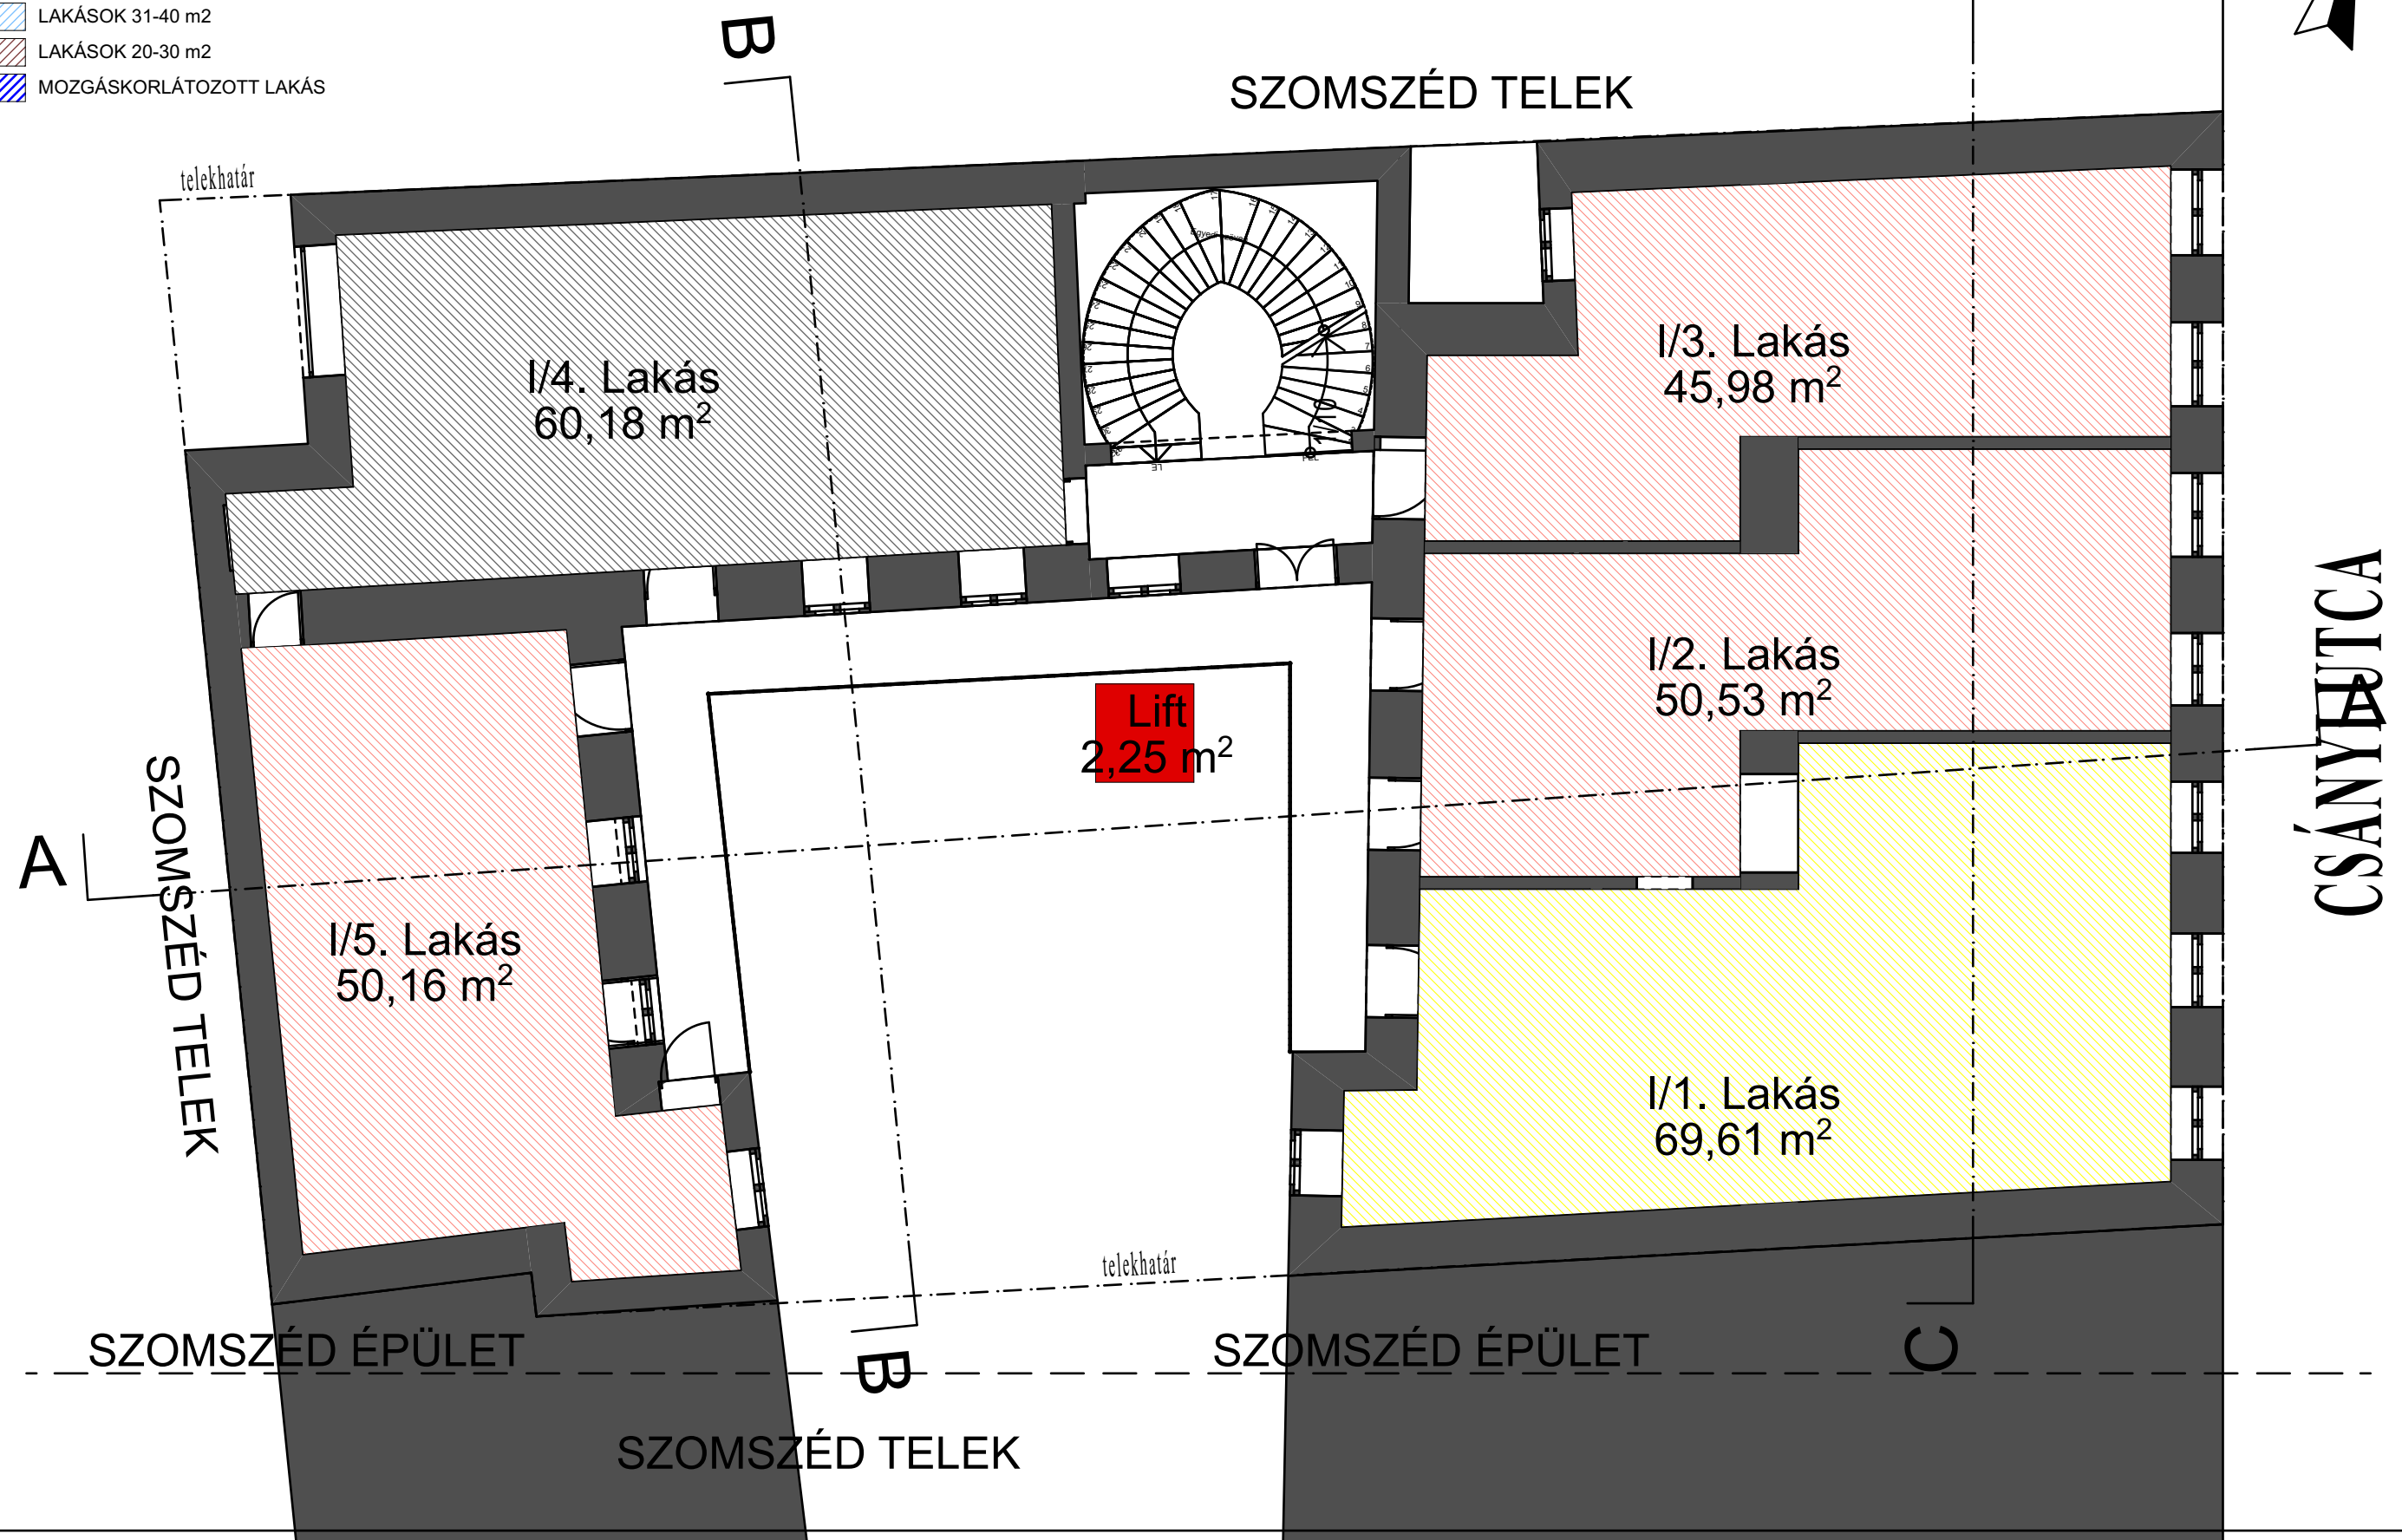 LAKÁSOK 31-40 m2
LAKÁSOK 20-30 m2
MOZGÁSKORLÁTOZOTT LAKÁS
B
SZOMSZÉD TELEK
telekhatár
I/4. Lakás
60,18 m²
I/3. Lakás
45,98 m²
LE
FEL
I/2. Lakás
50,53 m²
Lift
2,25 m²
CSÁNYI UTCA
A
A
SZOMSZÉD TELEK
I/5. Lakás
50,16 m²
I/1. Lakás
69,61 m²
telekhatár
SZOMSZÉD ÉPÜLET
B
SZOMSZÉD ÉPÜLET
C
SZOMSZÉD TELEK